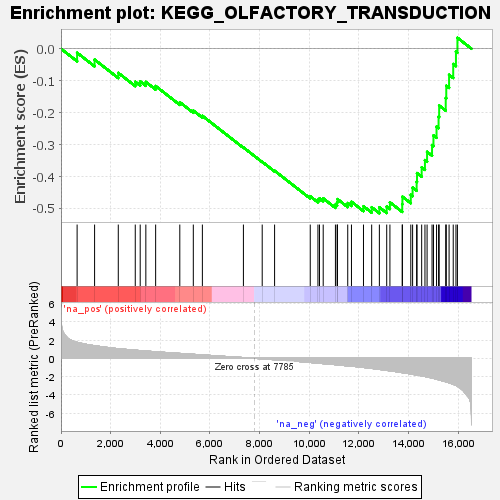 Enrichment plot: KEGG_OLFACTORY_TRANSDUCTION
Enrichment score (ES)
0.0
-0.1
-0.2
-0.3
-0.4
-0.5
'na_pos' (positively correlated)
Ranked list metric (PreRanked)
6
4
2
0
-2
-4
-6
Zero cross at 7785
'na_neg' (negatively correlated)
0 2,000 4,000 6,000 8,000 10,000 12,000 14,000 16,000
Rank in Ordered Dataset
Enrichment profile Hits Ranking metric scores